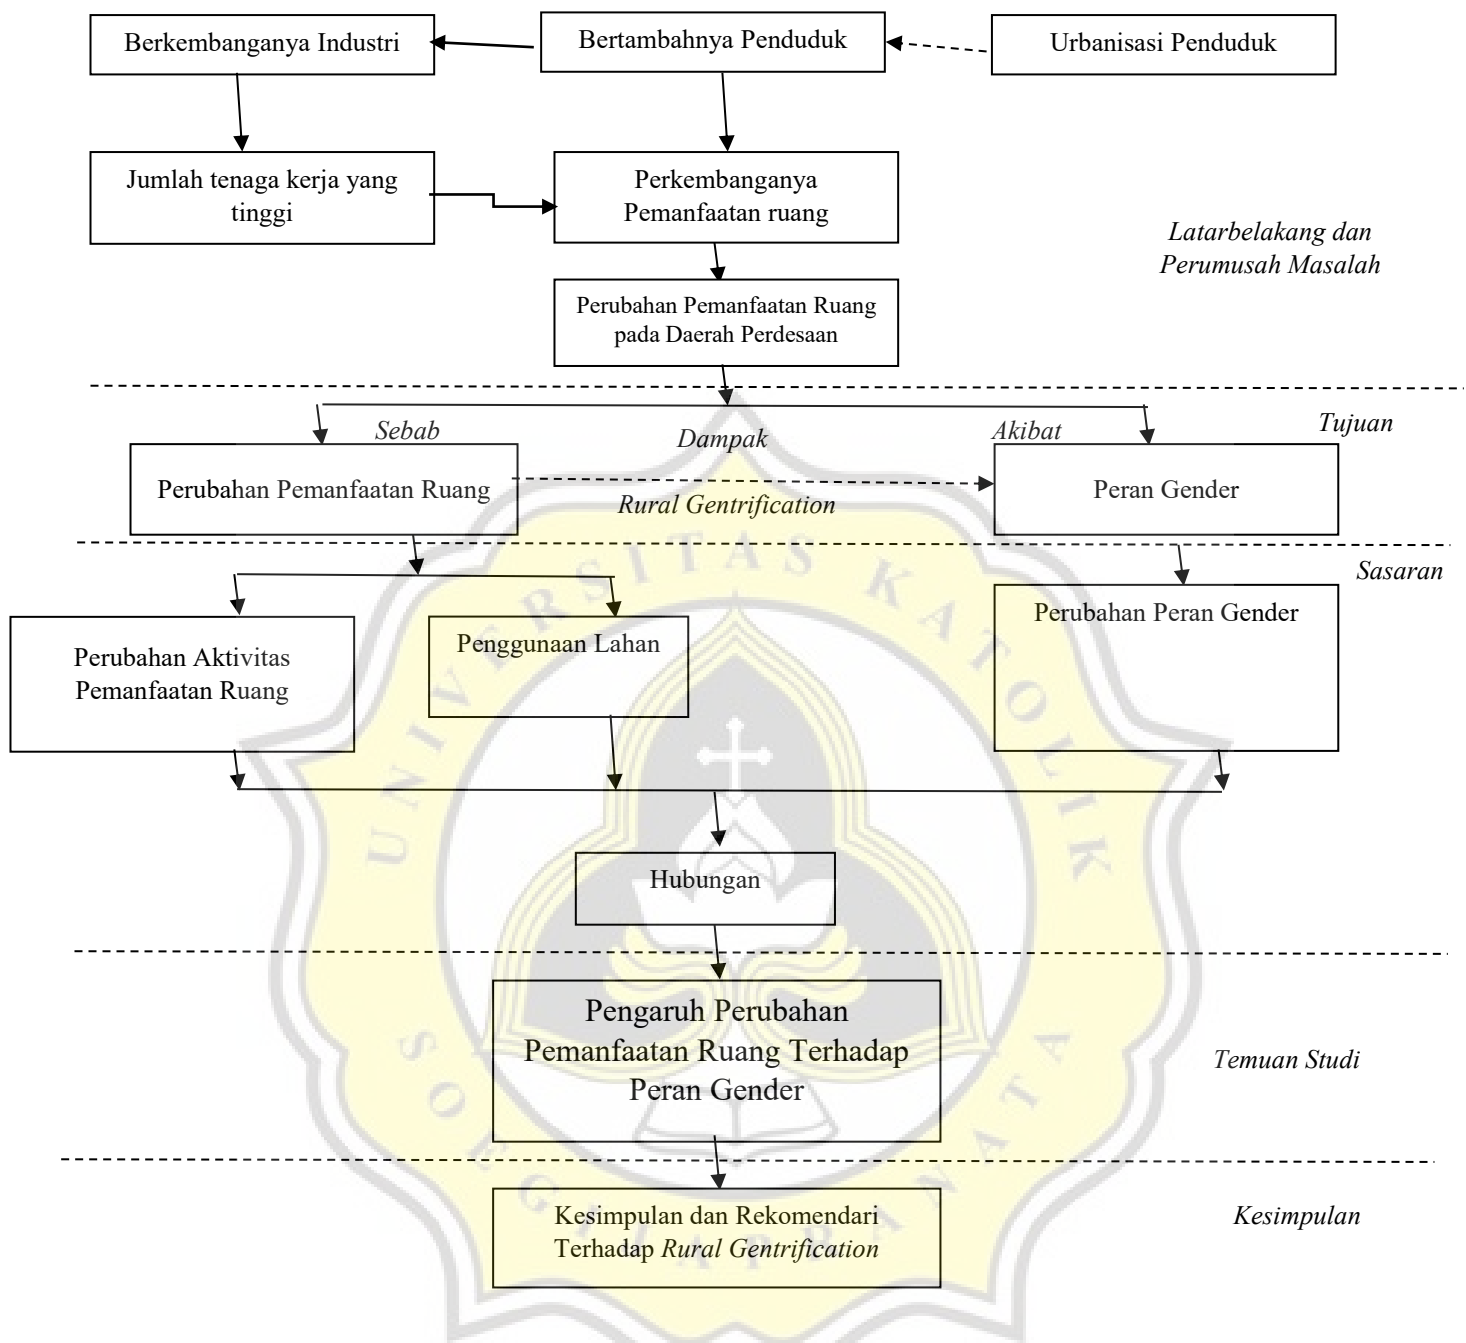 Berkembanganya Industri
Bertambahnya Penduduk
Urbanisasi Penduduk
Jumlah tenaga kerja yang
tinggi
Perkembanganya
Pemanfaatan ruang
Latarbelakang dan
Perumusah Masalah
Perubahan Pemanfaatan Ruang
pada Daerah Perdesaan
Tujuan
Sebab
Dampak
Akibat
Perubahan Pemanfaatan Ruang
Rural Gentrification
Peran Gender
Sasaran
Perubahan Aktivitas
Pemanfaatan Ruang
Penggunaan Lahan
Perubahan Peran Gender
Hubungan
Pengaruh Perubahan
Pemanfaatan Ruang Terhadap
Peran Gender
Temuan Studi
Kesimpulan dan Rekomendari
Terhadap Rural Gentrification
Kesimpulan
UNIVERSITAS KATOLIK
SOEGIJAPRANATA